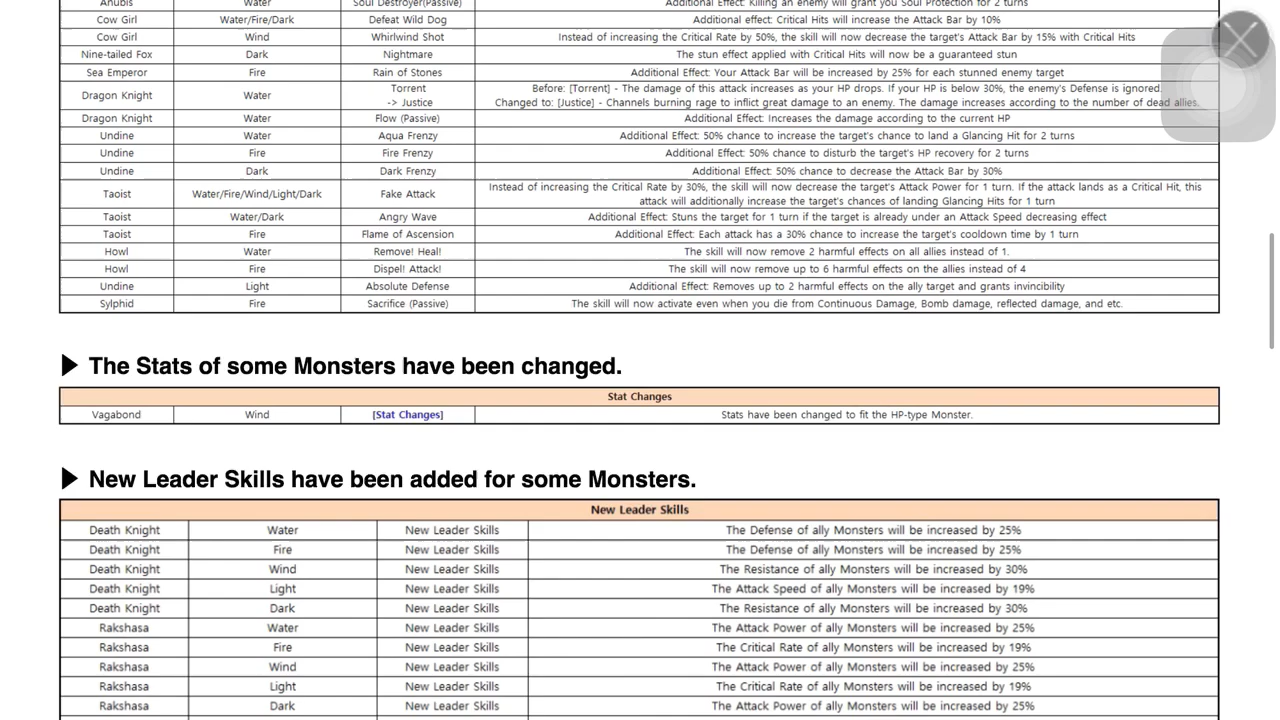 Anubis Water Soul Destroyer(Passive) Additional Effect: Killing an enemy will grant you Soul Protection for 2 turns
Cow Girl Water/Fire/Dark Defeat Wild Dog Additional effect: Critical Hits will increase the Attack Bar by 10%
Cow Girl Wind Whirlwind Shot Instead of increasing the Critical Rate by 50%, the skill will now decrease the target's Attack Bar by 15% with Critical Hits
Nine-tailed Fox Dark Nightmare The stun effect applied with Critical Hits will now be a guaranteed stun
Sea Emperor Fire Rain of Stones Additional Effect: Your Attack Bar will be increased by 25% for each stunned enemy target
Dragon Knight Water Torrent Before: [Torrent] - The damage of this attack increases as your HP drops. If your HP is below 30%, the enemy's Defense is ignored.
-> Justice Changed to: [Justice] - Channels burning rage to inflict great damage to an enemy. The damage increases according to the number of dead allies.
Dragon Knight Water Flow (Passive) Additional Effect: Increases the damage according to the current HP
Undine Water Aqua Frenzy Additional Effect: 50% chance to increase the target's chance to land a Glancing Hit for 2 turns
Undine Fire Fire Frenzy Additional Effect: 50% chance to disturb the target's HP recovery for 2 turns
Undine Dark Dark Frenzy Additional Effect: 50% chance to decrease the Attack Bar by 30%
Taoist Water/Fire/Wind/Light/Dark Fake Attack Instead of increasing the Critical Rate by 30%, the skill will now decrease the target's Attack Power for 1 turn. If the attack lands as a Critical Hit, this
attack will additionally increase the target's chances of landing Glancing Hits for 1 turn
Taoist Water/Dark Angry Wave Additional Effect: Stuns the target for 1 turn if the target is already under an Attack Speed decreasing effect
Taoist Fire Flame of Ascension Additional Effect: Each attack has a 30% chance to increase the target's cooldown time by 1 turn
Howl Water Remove! Heal! The skill will now remove 2 harmful effects on all allies instead of 1.
Howl Fire Dispel! Attack! The skill will now remove up to 6 harmful effects on the allies instead of 4
Undine Light Absolute Defense Additional Effect: Removes up to 2 harmful effects on the ally target and grants invincibility
Sylphid Fire Sacrifice (Passive) The skill will now activate even when you die from Continuous Damage, Bomb damage, reflected damage, and etc.
▶ The Stats of some Monsters have been changed.
Stat Changes
Vagabond Wind [Stat Changes] Stats have been changed to fit the HP-type Monster.
▶ New Leader Skills have been added for some Monsters.
New Leader Skills
Death Knight Water New Leader Skills The Defense of ally Monsters will be increased by 25%
Death Knight Fire New Leader Skills The Defense of ally Monsters will be increased by 25%
Death Knight Wind New Leader Skills The Resistance of ally Monsters will be increased by 30%
Death Knight Light New Leader Skills The Attack Speed of ally Monsters will be increased by 19%
Death Knight Dark New Leader Skills The Resistance of ally Monsters will be increased by 30%
Rakshasa Water New Leader Skills The Attack Power of ally Monsters will be increased by 25%
Rakshasa Fire New Leader Skills The Critical Rate of ally Monsters will be increased by 19%
Rakshasa Wind New Leader Skills The Attack Power of ally Monsters will be increased by 25%
Rakshasa Light New Leader Skills The Critical Rate of ally Monsters will be increased by 19%
Rakshasa Dark New Leader Skills The Attack Power of ally Monsters will be increased by 25%